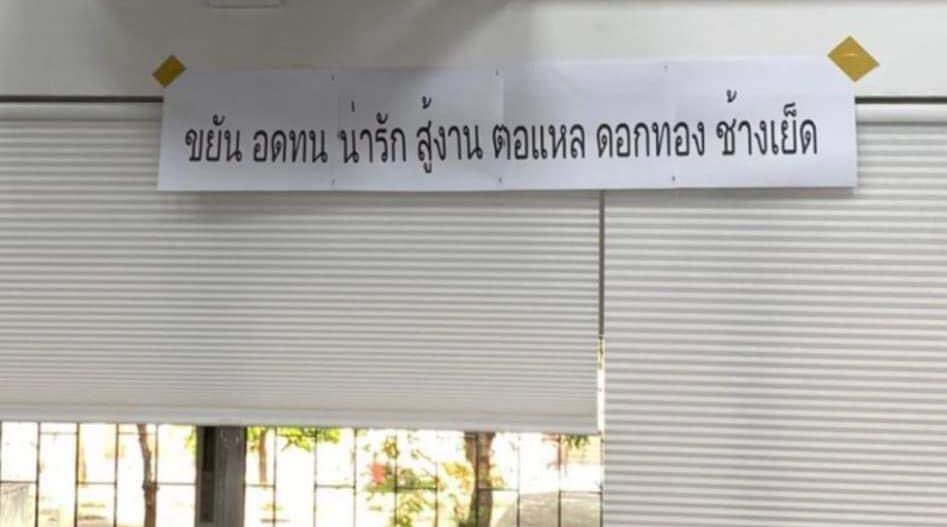 ขยัน อดทน น่ารัก สู้งาน ตอแหล ดอกทอง ช้างเย็ด